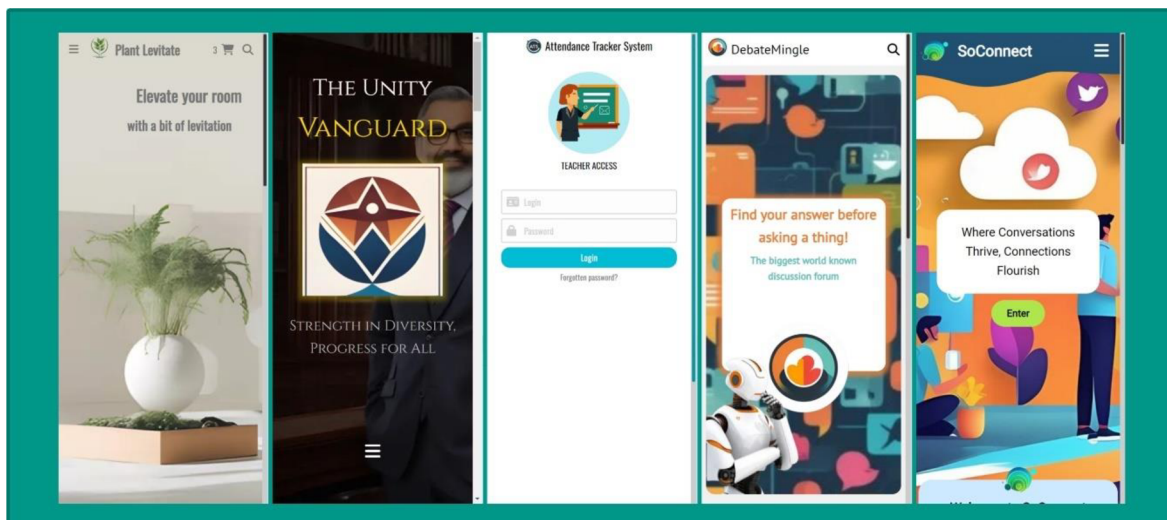 Plant Levitate
3
Elevate your room
with a bit of levitation
THE UNITY
VANGUARD
STRENGTH IN DIVERSITY,
PROGRESS FOR ALL
Attendance Tracker System
TEACHER ACCESS
Login
Password
Login
Forgotten password?
DebateMingle
Find your answer before
asking a thing!
The biggest world known
discussion forum
SoConnect
Where Conversations
Thrive, Connections
Flourish
Enter